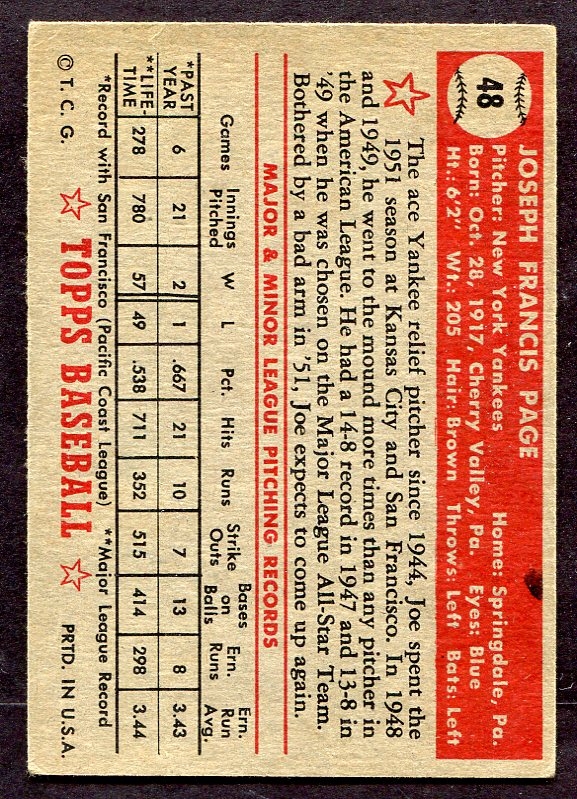 48
JOSEPH FRANCIS PAGE
Pitcher: New York Yankees Home: Springdale, Pa.
Born: Oct. 28, 1917, Cherry Valley, Pa. Eyes: Blue
Ht.: 6'2" Wt.: 205 Hair: Brown Throws: Left Bats: Left
The ace Yankee relief pitcher since 1944, Joe spent the
1951 season at Kansas City and San Francisco. In 1948
and 1949, he went to the mound more times than any pitcher in
the American League. He had a 14-8 record in 1947 and 13-8 in
'49 when he was chosen on the Major League All-Star Team.
Bothered by a bad arm in '51, Joe expects to come up again.
MAJOR & MINOR LEAGUE PITCHING RECORDS
Games Innings Pitched W L Pct. Hits Runs Strike Outs Bases on Balls Ern. Runs Ern. Run Avg.
*PAST YEAR 6 21 2 1 .667 21 10 7 13 8 3.43
**LIFE-TIME 278 780 57 49 .538 711 352 515 414 298 3.44
*Record with San Francisco (Pacific Coast League) **Major League Record
© T. C. G. TOPPS BASEBALL PRTD. IN U.S.A.